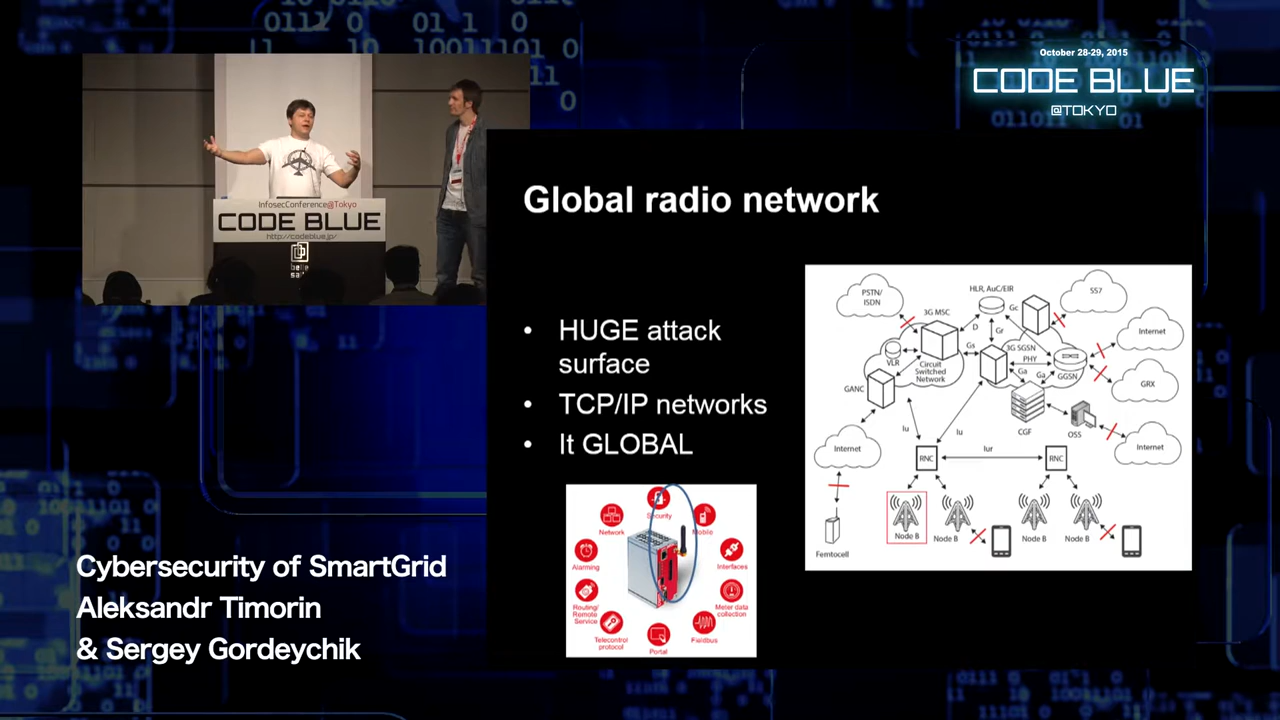 October 28-29, 2015
CODE BLUE
@TOKYO
InfosecConference@Tokyo
CODE BLUE
http://codeblue.jp/
Global radio network
• HUGE attack
surface
• TCP/IP networks
• It GLOBAL
PSTN/
ISDN
HLR, AuC/EIR
SS7
3G MSC
Gc
D
Gr
Internet
VLR
Gs
3G SGSN
PHY
Circuit
Switched
Network
Ga
Ga
GGSN
GRX
GANC
CGF
OSS
Iu
Iu
Internet
Internet
RNC
Iur
RNC
Node B
Node B
Node B
Node B
Femtocell
Security
Network
Mobile
Alarming
Interfaces
Routing/
Remote
Service
Meter data
collection
Telecontrol
protocol
Fieldbus
Portal
Cybersecurity of SmartGrid
Aleksandr Timorin
& Sergey Gordeychik